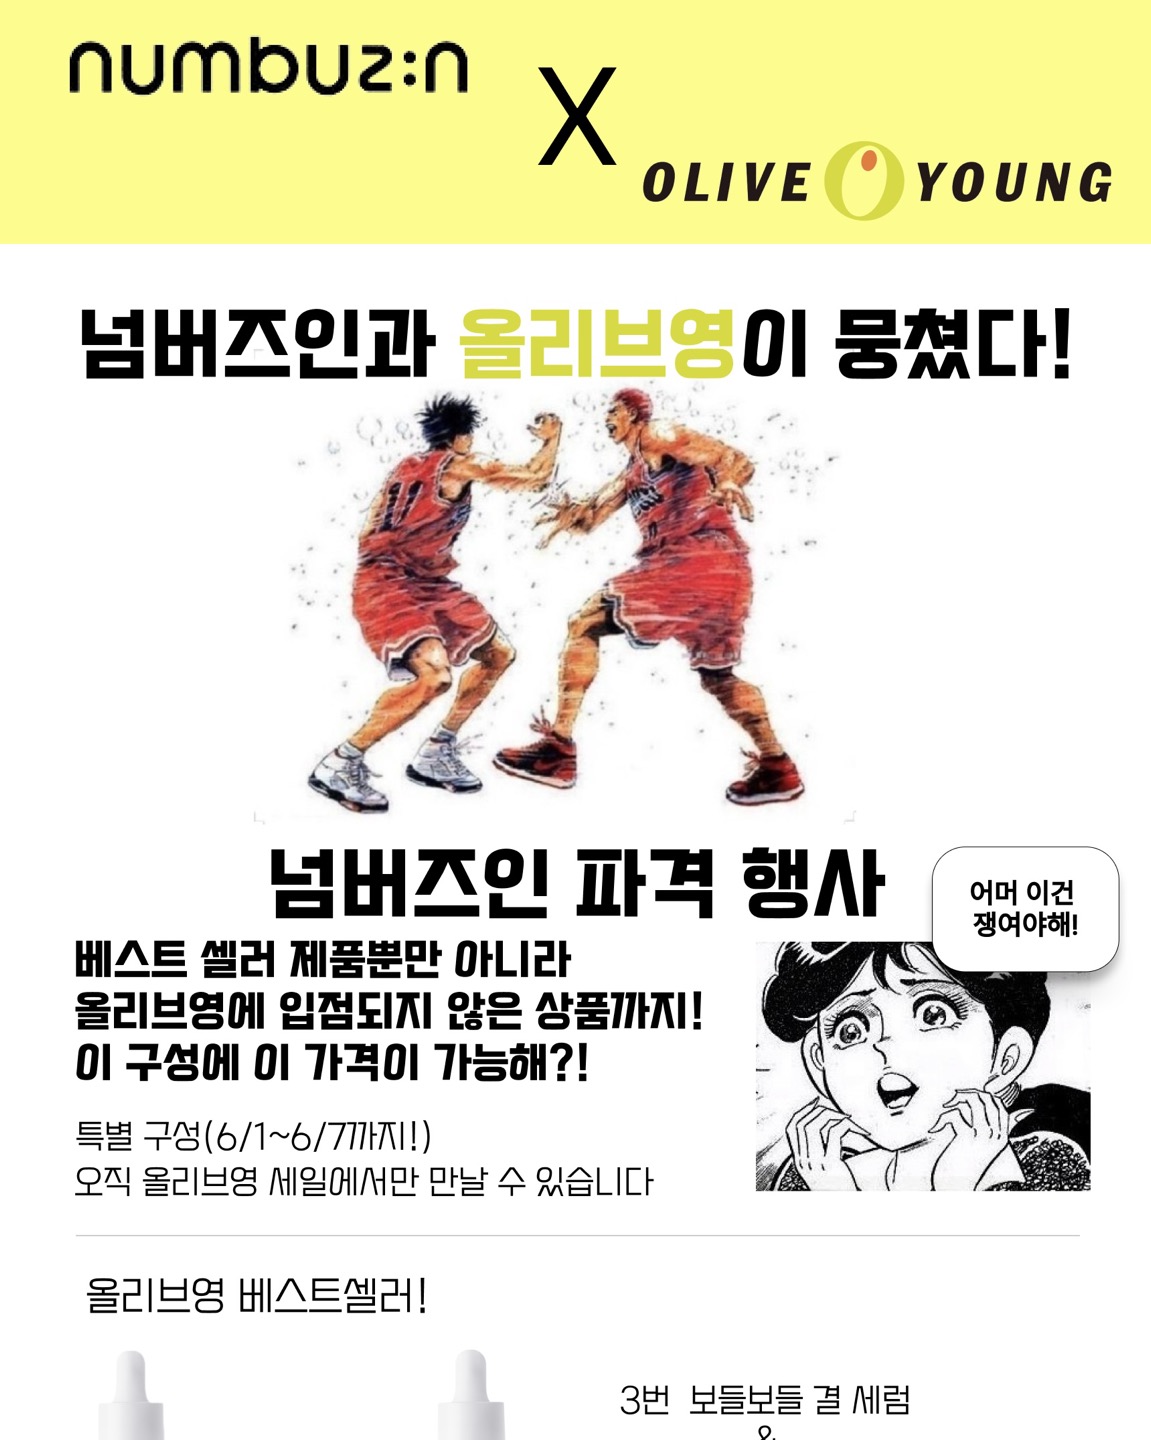 numbuz:n
X
OLIVE YOUNG
넘버즈인과 올리브영이 뭉쳤다!
11
넘버즈인 파격 행사
어머 이건
쟁여야해!
베스트 셀러 제품뿐만 아니라
올리브영에 입점되지 않은 상품까지!
이 구성에 이 가격이 가능해?!
특별 구성(6/1~6/7까지!)
오직 올리브영 세일에서만 만날 수 있습니다
올리브영 베스트셀러!
3번 보들보들 결 세럼
&